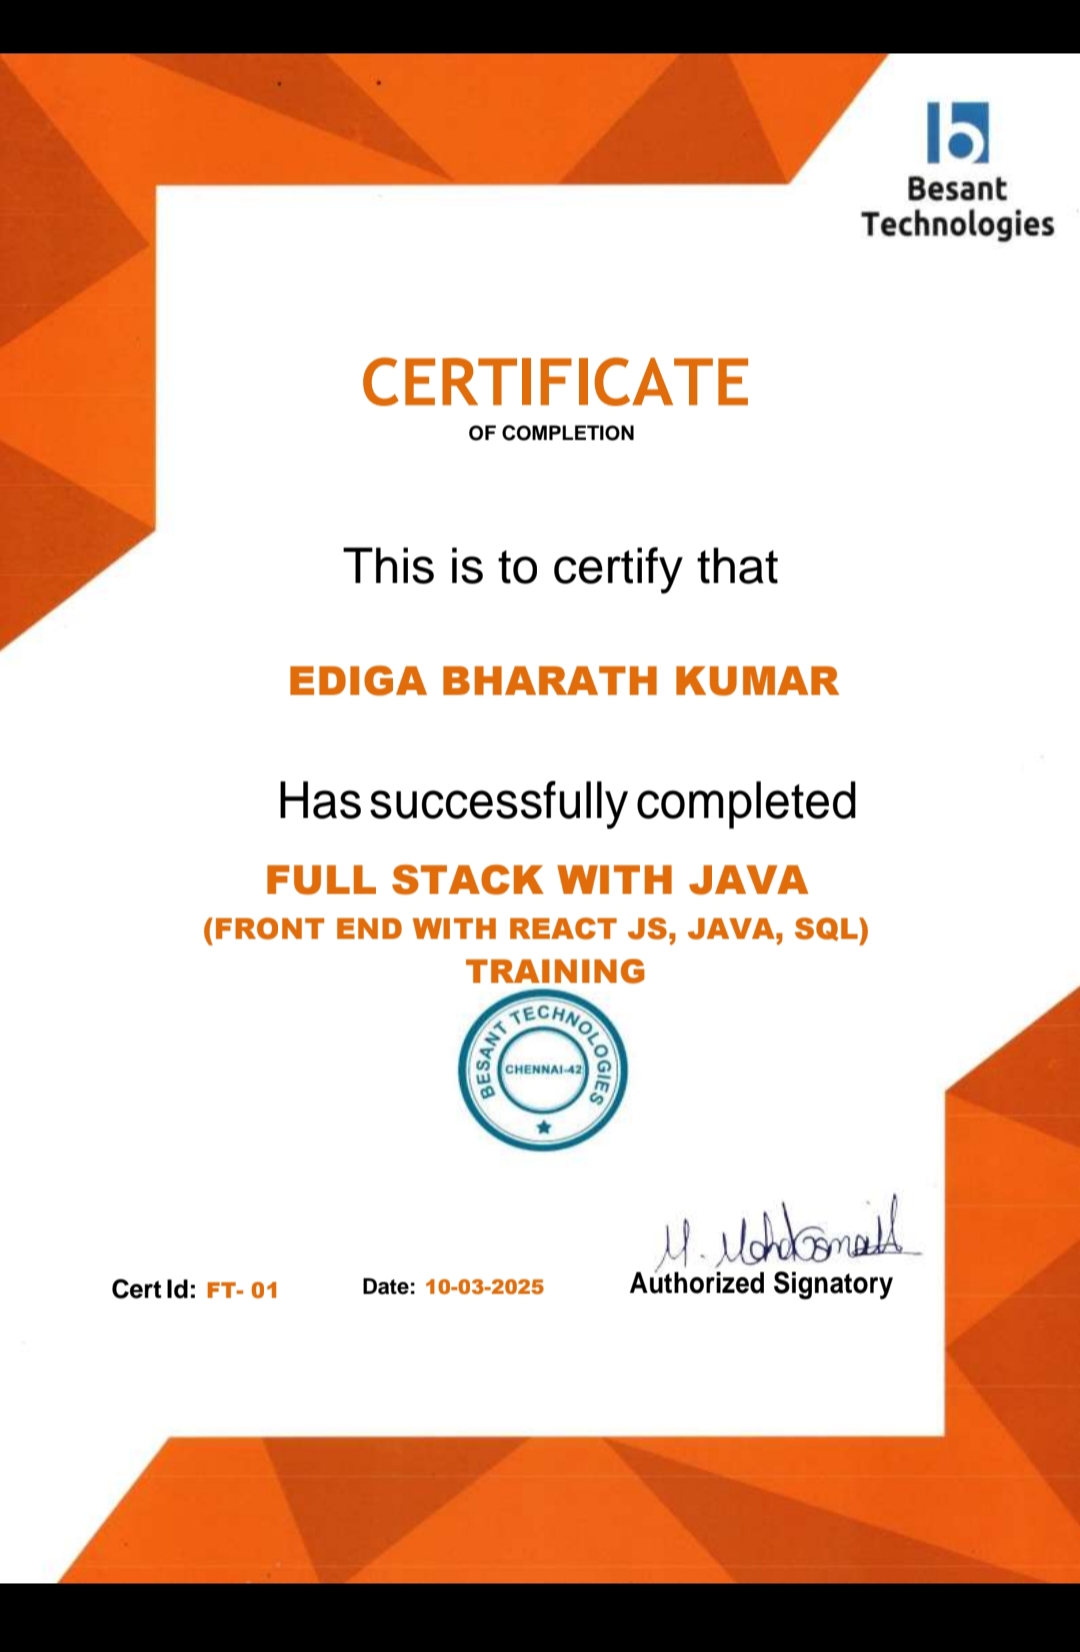 Besant
Technologies
CERTIFICATE
OF COMPLETION
This is to certify that
EDIGA BHARATH KUMAR
Has successfully completed
FULL STACK WITH JAVA
(FRONT END WITH REACT JS, JAVA, SQL)
TRAINING
BESANT TECHNOLOGIES
CHENNAI-42
Cert Id: FT- 01
Date: 10-03-2025
Authorized Signatory